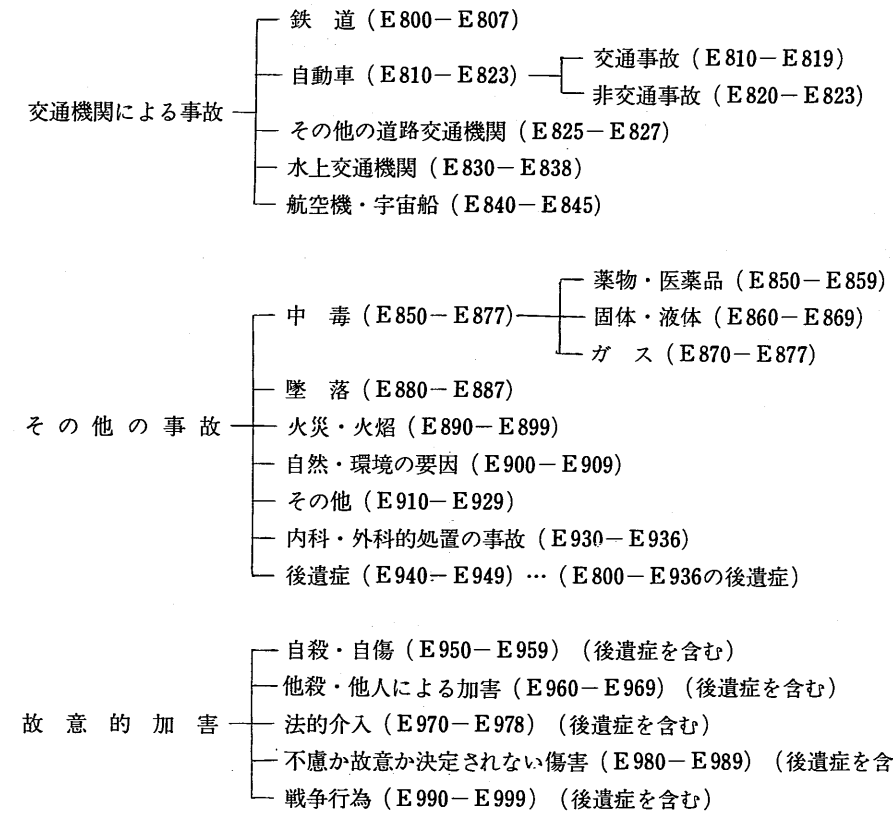 鉄 道 (E800-E807)
自動車 (E810-E823)
交通事故 (E810-E819)
非交通事故 (E820-E823)
交通機関による事故
その他の道路交通機関 (E825-E827)
水上交通機関 (E830-E838)
航空機・宇宙船 (E840-E845)
中 毒 (E850-E877)
薬物・医薬品 (E850-E859)
固体・液体 (E860-E869)
ガ ス (E870-E877)
墜 落 (E880-E887)
その他の事故
火災・火焰 (E890-E899)
自然・環境の要因 (E900-E909)
その他 (E910-E929)
内科・外科的処置の事故 (E930-E936)
後遺症 (E940-E949) … (E800-E936の後遺症)
自殺・自傷 (E950-E959) (後遺症を含む)
他殺・他人による加害 (E960-E969) (後遺症を含む)
故意的加害
法的介入 (E970-E978) (後遺症を含む)
不慮か故意か決定されない傷害 (E980-E989) (後遺症を含
戦争行為 (E990-E999) (後遺症を含む)